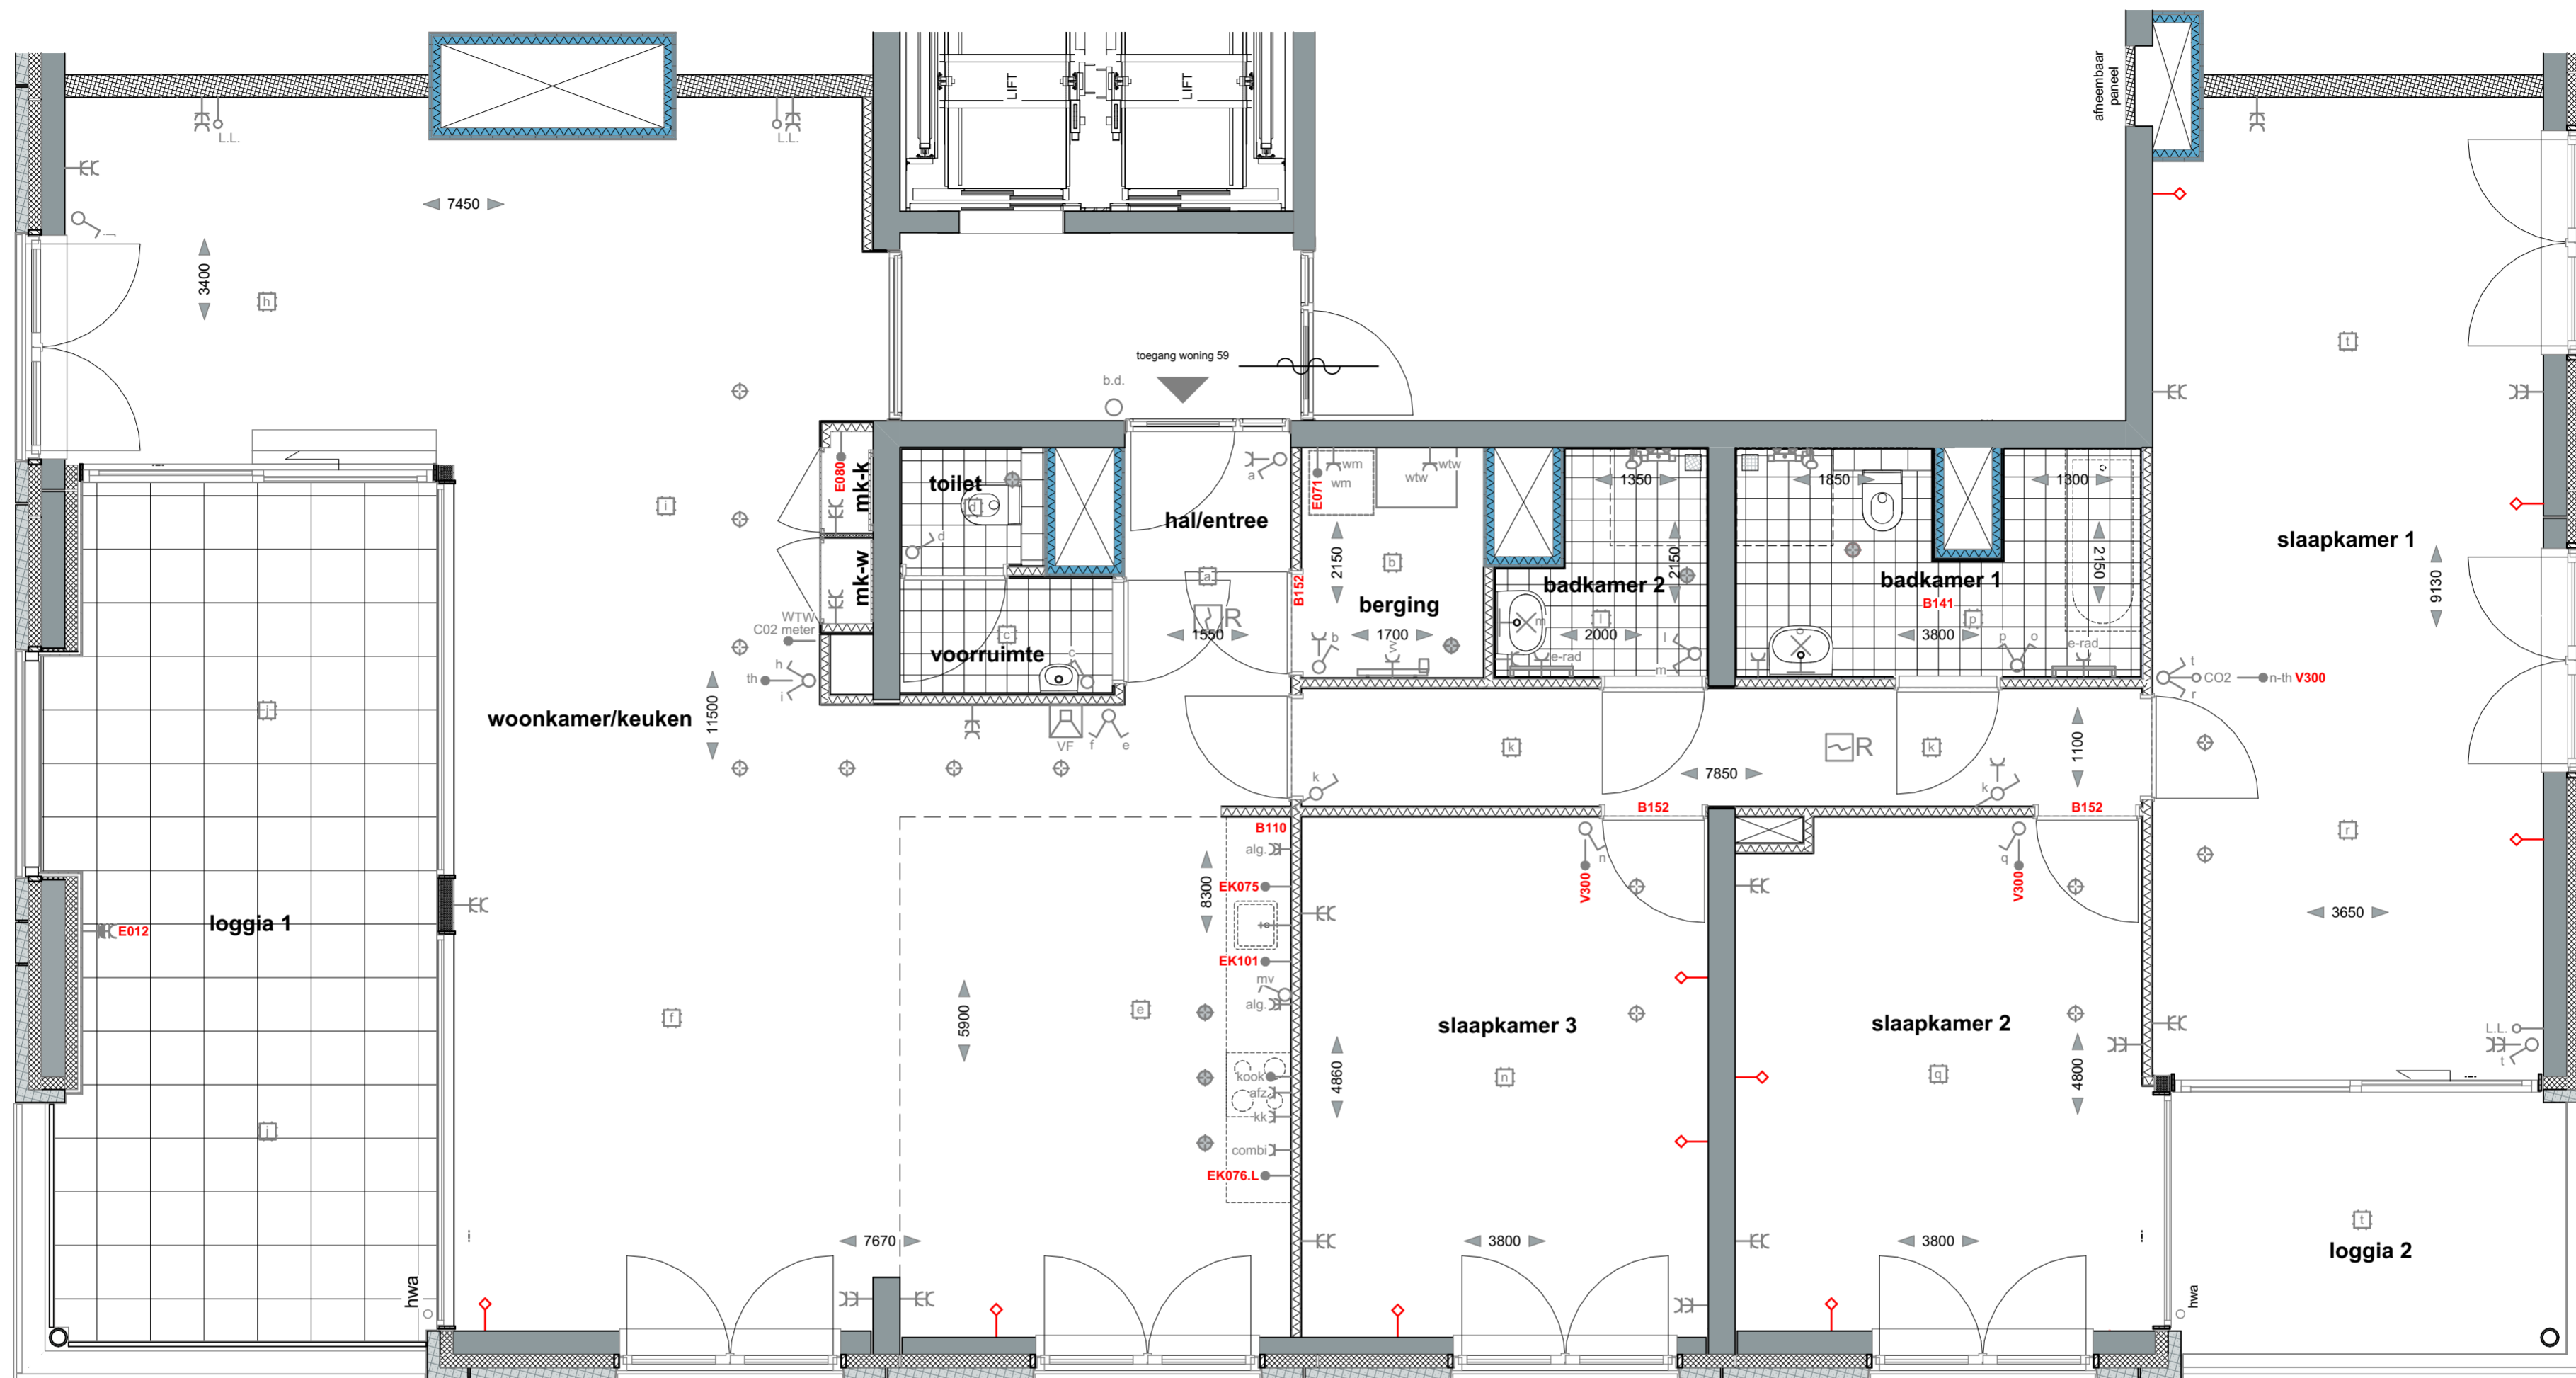 LIFT
LIFT
afneembaar
paneel
L.L.
L.L.
7450
3400
j
h
t
toegang woning 59
b.d.
E080
mk-k
mk-w
toilet
d
d
hal/entree
a
a
E071
wm
wm
wtw
wtw
1350
1850
1300
i
2150
b
berging
1700
b
w
B152
badkamer 2
2150
m
l
2000
e-rad
l
m
badkamer 1
B141
p
3800
p
o
e-rad
2150
slaapkamer 1
9130
WTW
CO2 meter
h
th
i
c
voorruimte
c
R
1550
t
CO2
r
n-th V300
j
woonkamer/keuken
11500
VF
f
e
k
R
k
1100
7850
k
k
B152
B152
B110
alg.
8300
EK075
EK101
mv
alg.
n
V300
q
V300
r
3650
E012
loggia 1
f
5900
e
slaapkamer 3
slaapkamer 2
L.L.
t
kook
afz
kk
combi
EK076.L
4860
n
q
4800
j
7670
3800
3800
t
loggia 2
hwa
hwa